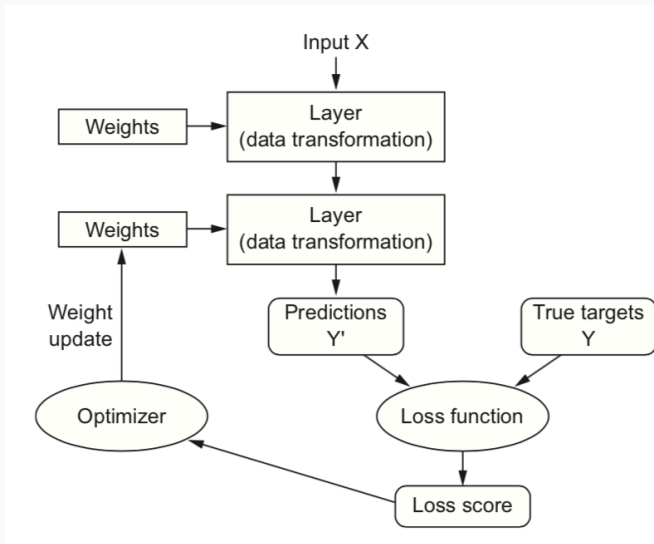 Input X
Weights
Layer
(data transformation)
Weights
Layer
(data transformation)
Weight
update
Predictions
Y'
True targets
Y
Optimizer
Loss function
Loss score